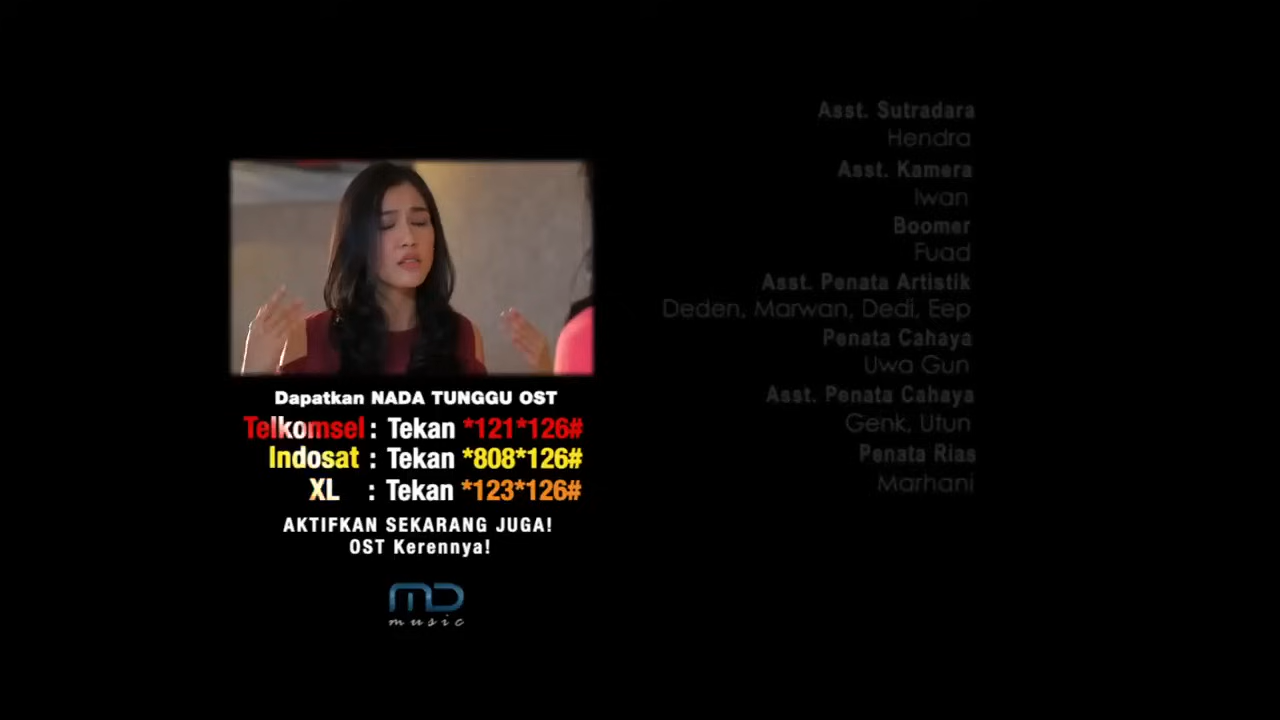 Dapatkan NADA TUNGGU OST
Telkomsel : Tekan *121*126#
Indosat : Tekan *808*126#
XL : Tekan *123*126#
AKTIFKAN SEKARANG JUGA!
OST Kerennya!
MD
music
Asst. Sutradara
Hendra
Asst. Kamera
Iwan
Boomer
Fuad
Asst. Penata Artistik
Deden, Marwan, Dedi, Eep
Penata Cahaya
Uwa Gun
Asst. Penata Cahaya
Genk, Utun
Penata Rias
Marhani